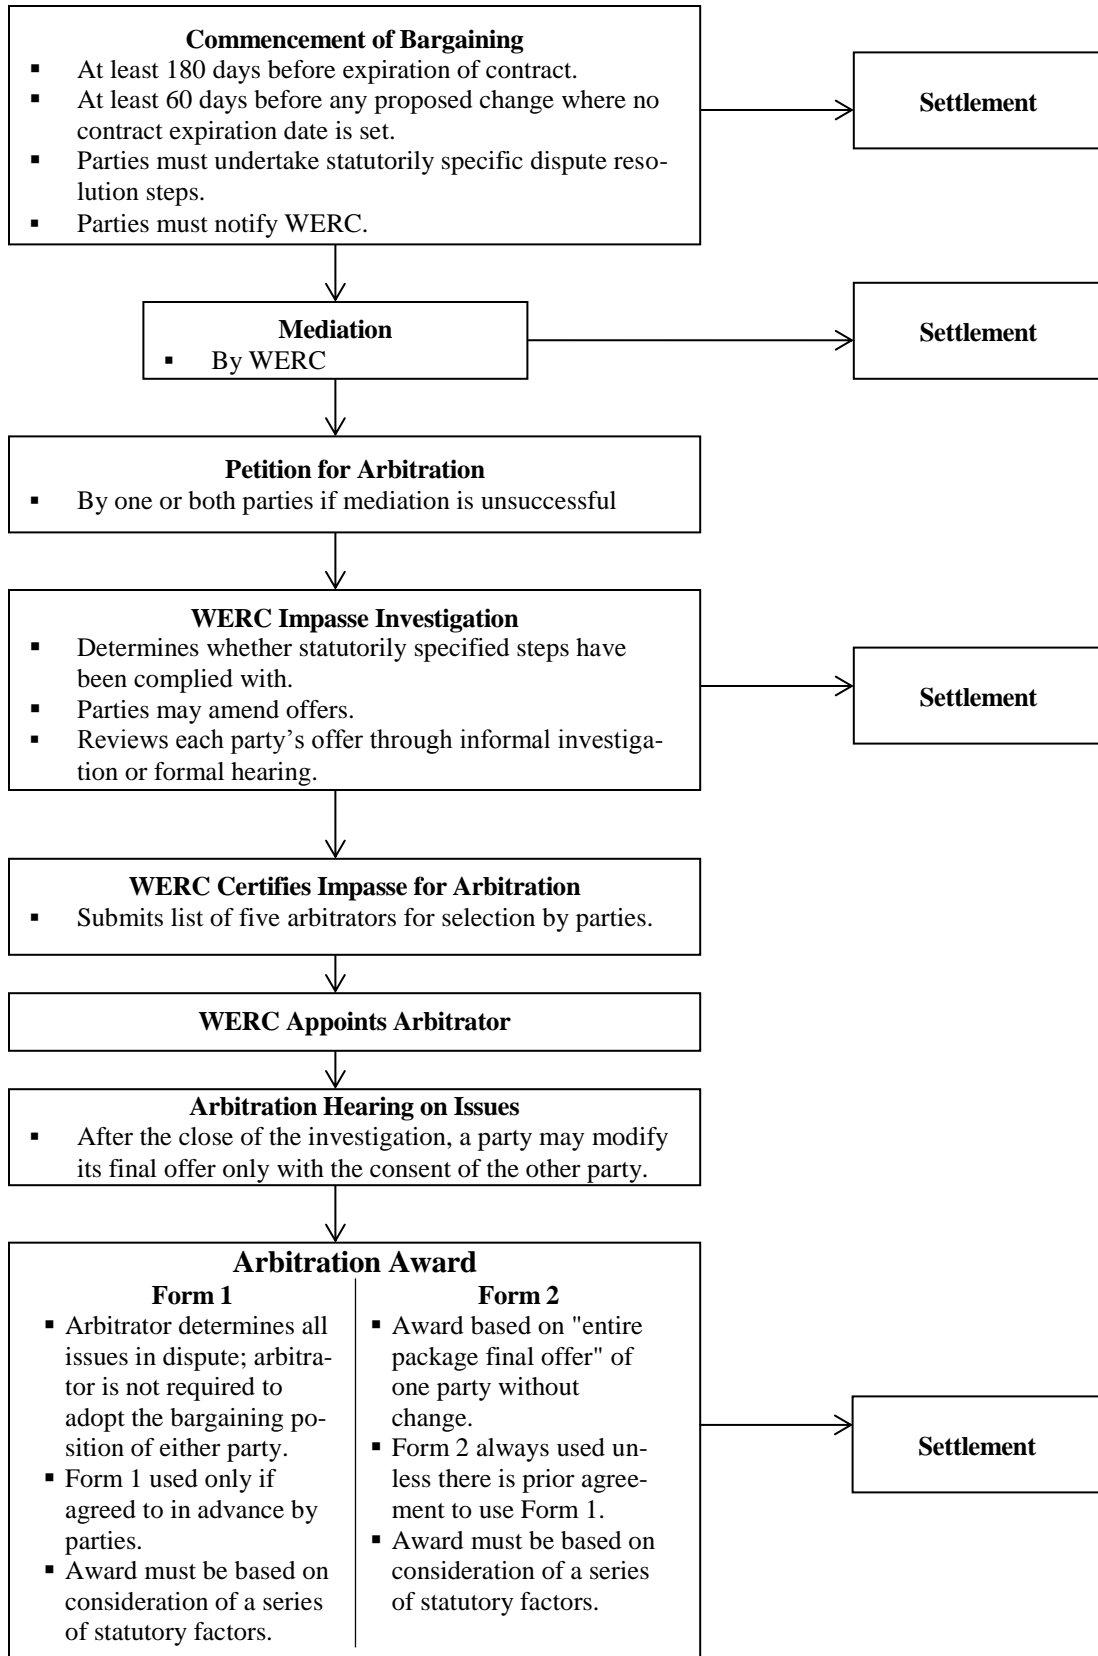 Commencement of Bargaining
▪ At least 180 days before expiration of contract.
▪ At least 60 days before any proposed change where no
contract expiration date is set.
▪ Parties must undertake statutorily specific dispute reso-
lution steps.
▪ Parties must notify WERC.
Settlement
Mediation
▪ By WERC
Settlement
Petition for Arbitration
▪ By one or both parties if mediation is unsuccessful
WERC Impasse Investigation
▪ Determines whether statutorily specified steps have
been complied with.
▪ Parties may amend offers.
▪ Reviews each party’s offer through informal investiga-
tion or formal hearing.
Settlement
WERC Certifies Impasse for Arbitration
▪ Submits list of five arbitrators for selection by parties.
WERC Appoints Arbitrator
Arbitration Hearing on Issues
▪ After the close of the investigation, a party may modify
its final offer only with the consent of the other party.
Arbitration Award
Form 1
▪ Arbitrator determines all
issues in dispute; arbitra-
tor is not required to
adopt the bargaining po-
sition of either party.
▪ Form 1 used only if
agreed to in advance by
parties.
▪ Award must be based on
consideration of a series
of statutory factors.
Form 2
▪ Award based on "entire
package final offer" of
one party without
change.
▪ Form 2 always used un-
less there is prior agree-
ment to use Form 1.
▪ Award must be based on
consideration of a series
of statutory factors.
Settlement